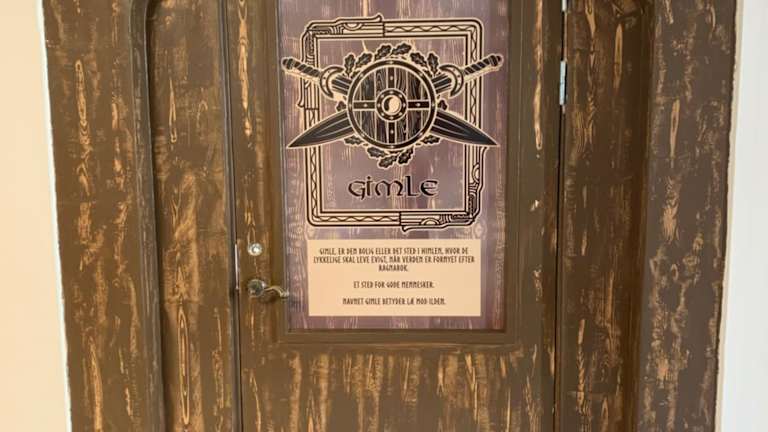 GIMLE
GIMLE, ER DEN BOLIG ELLER DET STED I HIMLEN, HVOR DE
LYKKELIGE SKAL LEVE EVIGT, NÅR VERDEN ER FORNYET EFTER
RAGNAROK.
ET STED FOR GODE MENNESKER.
NAVNET GIMLE BETYDER LÆ MOD ILDEN.